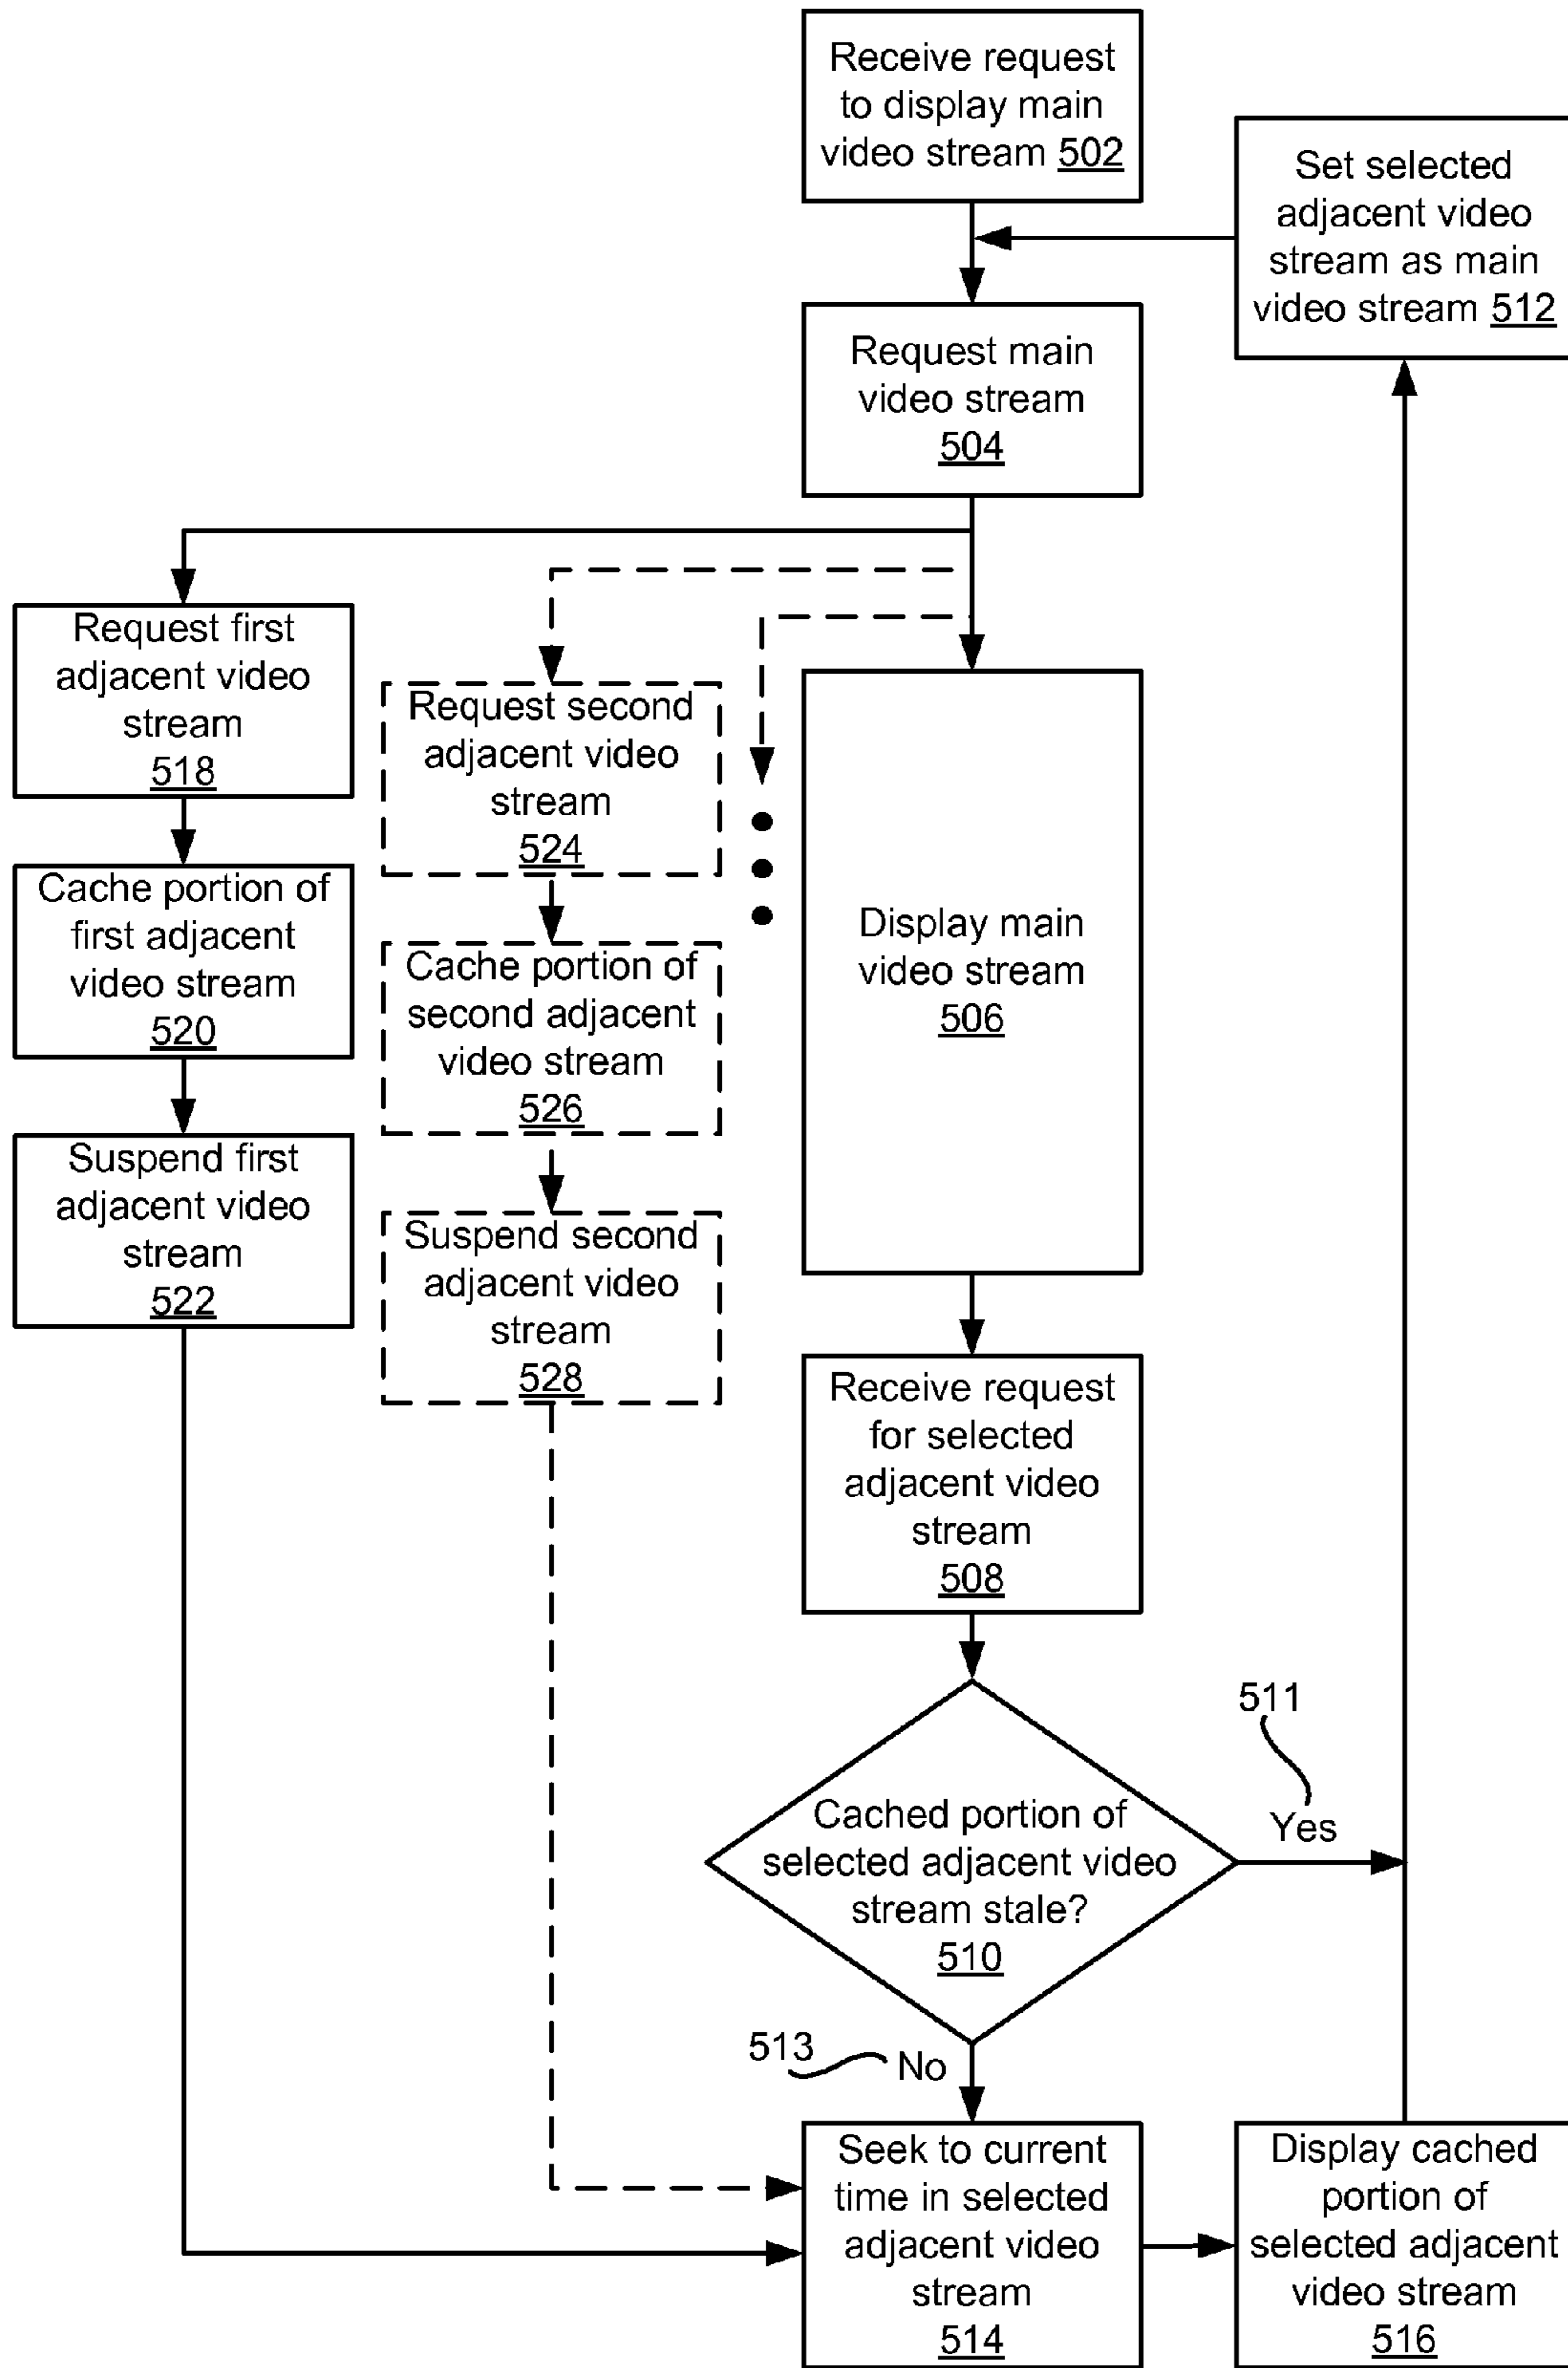 Receive request
to display main
video stream 502
Set selected
adjacent video
stream as main
video stream 512
Request main
video stream
504
Request first
adjacent video
stream
518
Request second
adjacent video
stream
524
Cache portion of
first adjacent
video stream
520
Display main
video stream
506
Cache portion of
second adjacent
video stream
526
Suspend first
adjacent video
stream
522
Suspend second
adjacent video
stream
528
Receive request
for selected
adjacent video
stream
508
511
Yes
Cached portion of
selected adjacent video
stream stale?
510
513
No
Seek to current
time in selected
adjacent video
stream
514
Display cached
portion of
selected adjacent
video stream
516